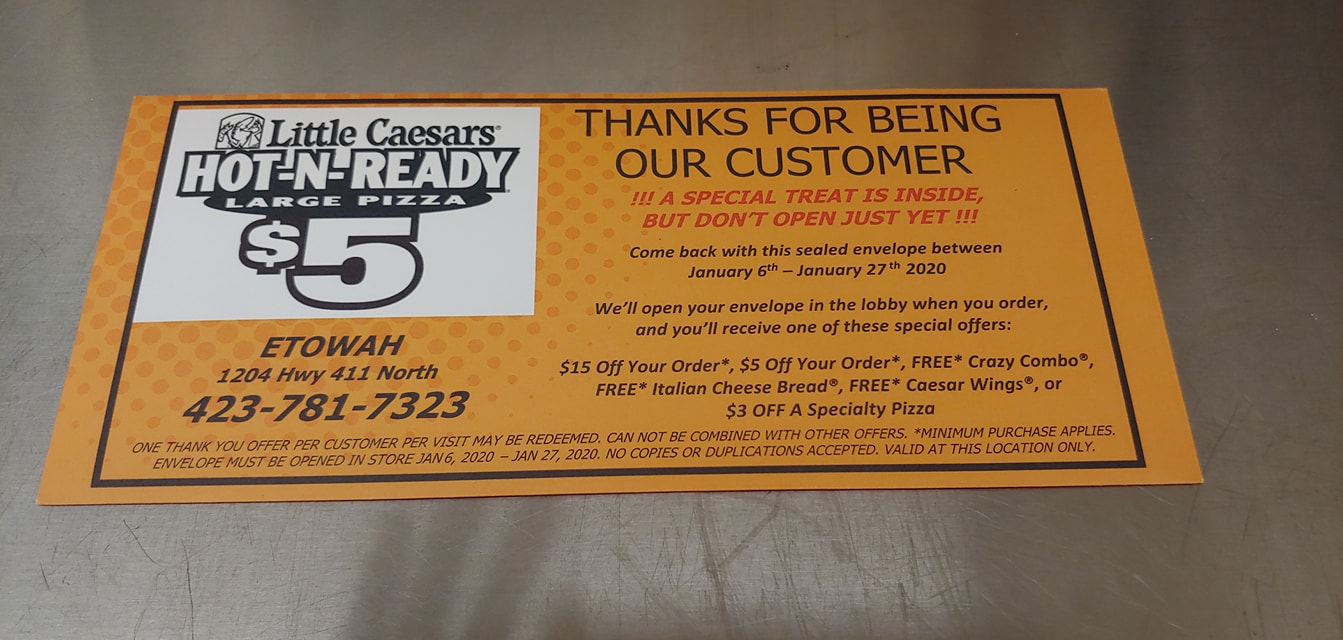 Little Caesars®
HOT-N-READY®
LARGE PIZZA
$5
ETOWAH
1204 Hwy 411 North
423-781-7323
THANKS FOR BEING
OUR CUSTOMER
!!! A SPECIAL TREAT IS INSIDE,
BUT DON'T OPEN JUST YET !!!
Come back with this sealed envelope between
January 6th – January 27th 2020
We'll open your envelope in the lobby when you order,
and you'll receive one of these special offers:
$15 Off Your Order*, $5 Off Your Order*, FREE* Crazy Combo®,
FREE* Italian Cheese Bread®, FREE* Caesar Wings®, or
$3 OFF A Specialty Pizza
ONE THANK YOU OFFER PER CUSTOMER PER VISIT MAY BE REDEEMED. CAN NOT BE COMBINED WITH OTHER OFFERS. *MINIMUM PURCHASE APPLIES.
ENVELOPE MUST BE OPENED IN STORE JAN 6, 2020 – JAN 27, 2020. NO COPIES OR DUPLICATIONS ACCEPTED. VALID AT THIS LOCATION ONLY.